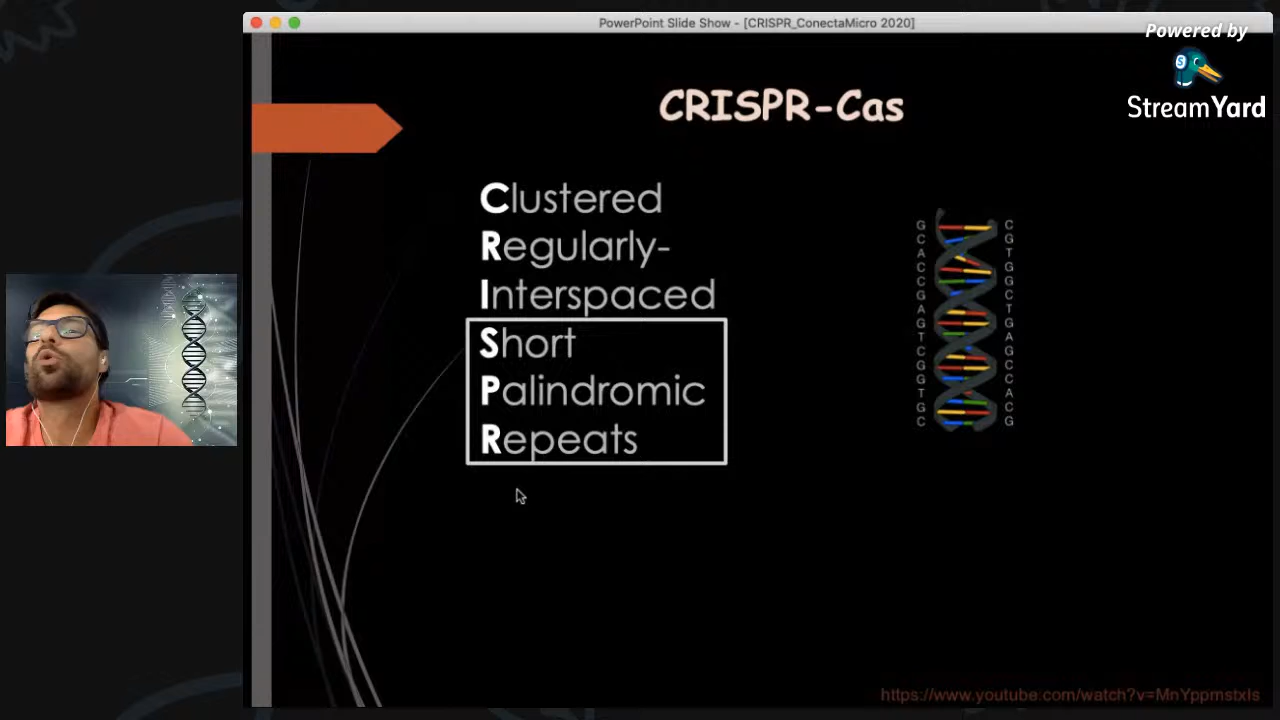 PowerPoint Slide Show - [CRISPR_ConectaMicro 2020]
Powered by
S
StreamYard
CRISPR-Cas
Clustered
Regularly-
Interspaced
Short
Palindromic
Repeats
G C
C G
A T
C G
C G
G C
A T
G
A
T G
C
G C
G C
T A
G C
C G
https://www.youtube.com/watch?v=MnYppmstxIs